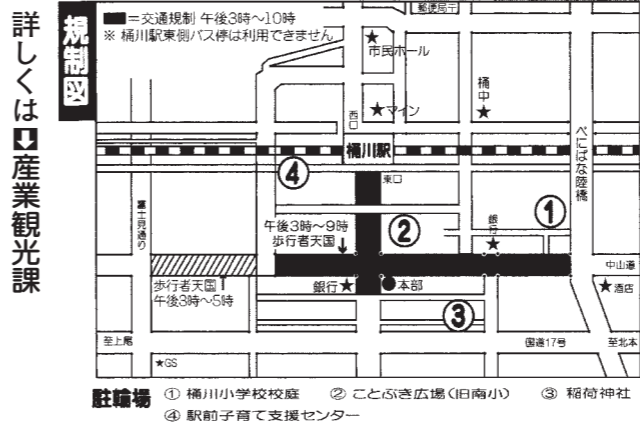 詳しくは➡産業観光課
規制図
■=交通規制 午後3時～10時
※ 桶川駅東側バス停は利用できません
郵便局〒
★市民ホール
★マイン
桶中★
西口
桶川駅
べにばな陸橋
④
東口
富士見通り
①
②
銀行★
午後3時～9時
歩行者天国↓
中山道
歩行者天国↑
午後3時～5時
銀行★
●本部
★酒店
③
至上尾
国道17号
至北本
★GS
駐輪場 ① 桶川小学校校庭 ② ことぶき広場(旧南小) ③ 稲荷神社
④ 駅前子育て支援センター